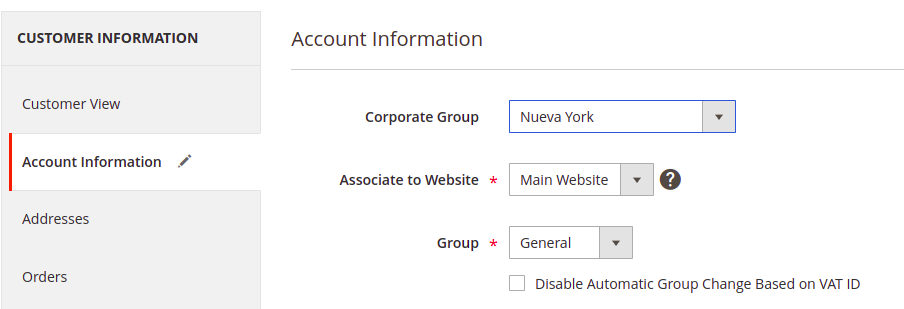 CUSTOMER INFORMATION
Customer View
Account Information
Addresses
Orders
Account Information
Corporate Group Nueva York
Associate to Website * Main Website ?
Group * General
Disable Automatic Group Change Based on VAT ID